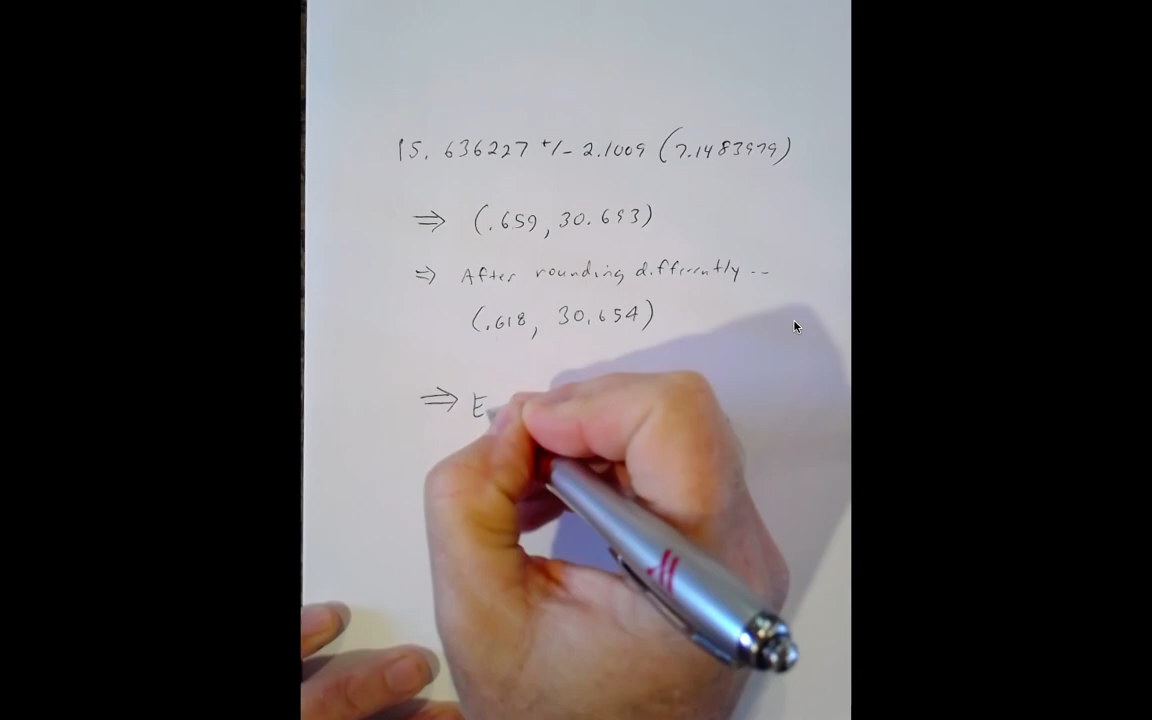 15.636227 +/- 2.1009 (7.1483979)
⇒ (.659, 30.693)
⇒ After rounding differently --
(.618, 30.654)
⇒ E